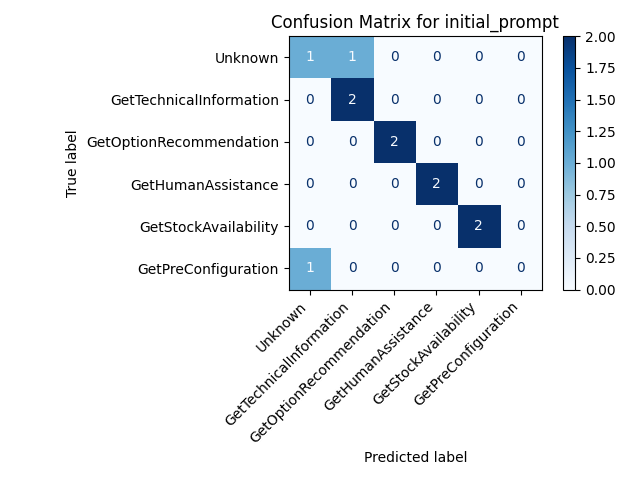 Confusion Matrix for initial_prompt
True label
Unknown 1 1 0 0 0 0
GetTechnicalInformation 0 2 0 0 0 0
GetOptionRecommendation 0 0 2 0 0 0
GetHumanAssistance 0 0 0 2 0 0
GetStockAvailability 0 0 0 0 2 0
GetPreConfiguration 1 0 0 0 0 0
Unknown
GetTechnicalInformation
GetOptionRecommendation
GetHumanAssistance
GetStockAvailability
GetPreConfiguration
Predicted label
2.00
1.75
1.50
1.25
1.00
0.75
0.50
0.25
0.00